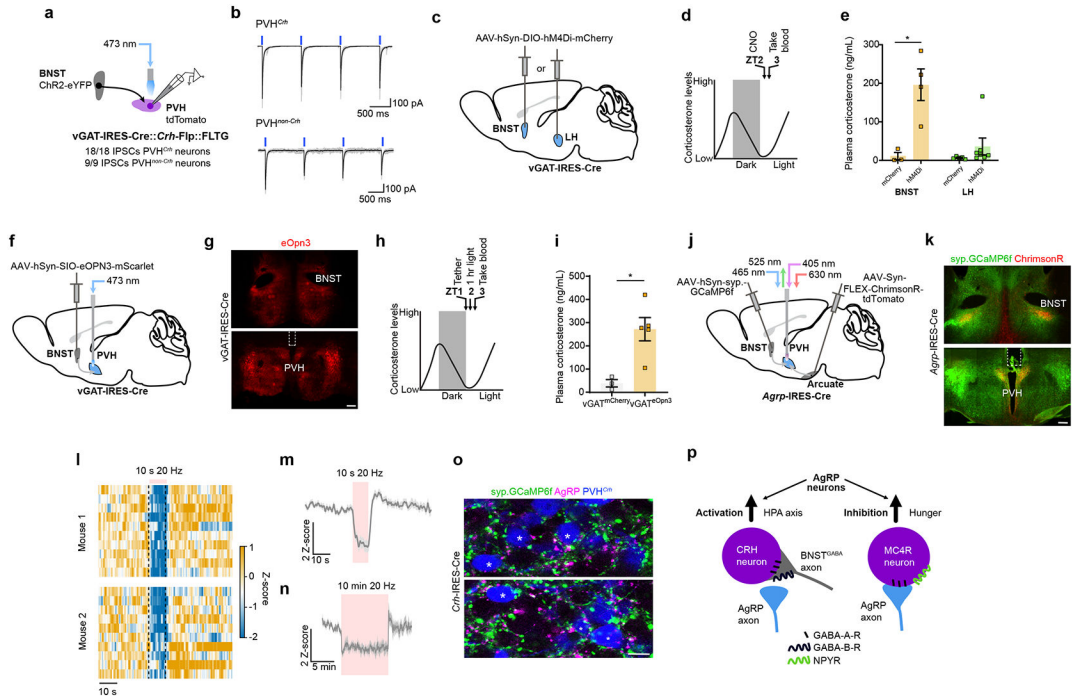 a
473 nm
BNST
ChR2-eYFP
PVH
tdTomato
vGAT-IRES-Cre::Crh-Flp::FLTG
18/18 IPSCs PVHCrh neurons
9/9 IPSCs PVHnon-Crh neurons
b
PVHCrh
100 pA
500 ms
PVHnon-Crh
100 pA
500 ms
c
AAV-hSyn-DIO-hM4Di-mCherry
or
BNST
LH
vGAT-IRES-Cre
d
CNO
Take
blood
ZT2 3
Corticosterone levels
High
Low
Dark
Light
e
Plasma corticosterone (ng/mL)
300
200
100
0
*
mCherry
hM4Di
mCherry
hM4Di
BNST
LH
f
AAV-hSyn-SIO-eOPN3-mScarlet
473 nm
BNST
PVH
vGAT-IRES-Cre
g
eOpn3
vGAT-IRES-Cre
BNST
PVH
h
Tether
1 hr light
Take blood
ZT1 2 3
Corticosterone levels
High
Low
Dark
Light
i
Plasma corticosterone (ng/mL)
500
400
300
200
100
0
*
vGATmCherry
vGATeOpn3
j
525 nm
405 nm
465 nm
630 nm
AAV-hSyn-syp.
GCaMP6f
AAV-Syn-
FLEX-ChrimsonR-
tdTomato
BNST
PVH
Arcuate
Agrp-IRES-Cre
k
syp.GCaMP6f ChrimsonR
Agrp-IRES-Cre
BNST
PVH
l
10 s 20 Hz
Mouse 1
Mouse 2
10 s
1
0
-1
-2
Z-score
m
10 s 20 Hz
2 Z-score
10 s
n
10 min 20 Hz
2 Z-score
5 min
o
syp.GCaMP6f AgRP PVHCrh
Crh-IRES-Cre
* * * *
* * *
p
AgRP
neurons
Activation
HPA axis
Inhibition
Hunger
CRH
neuron
BNSTGABA
axon
MC4R
neuron
AgRP
axon
AgRP
axon
GABA-A-R
GABA-B-R
NPYR